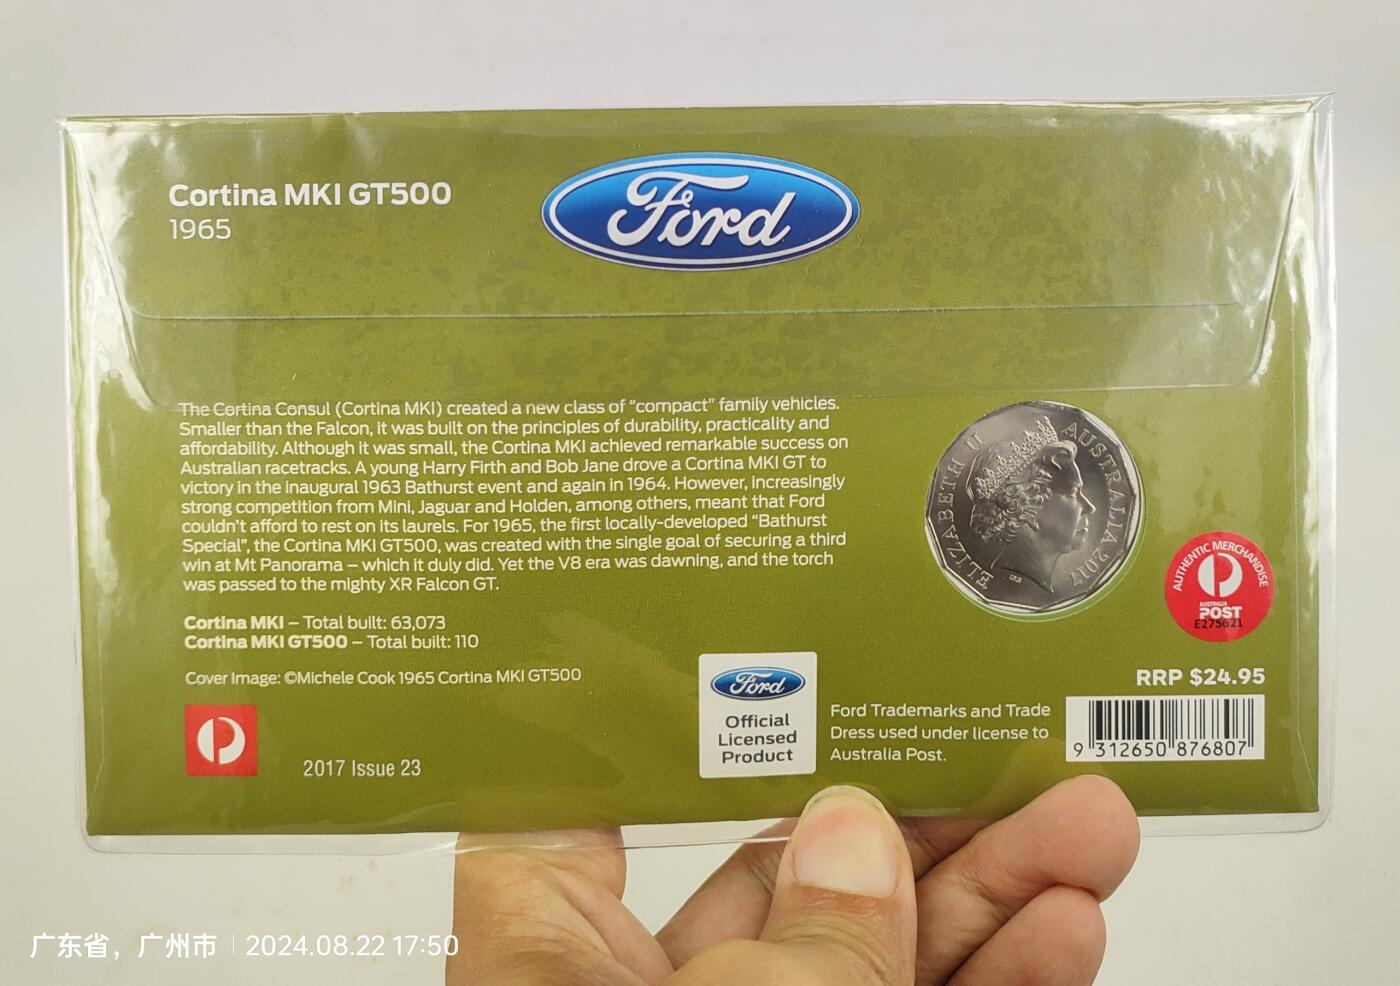 Cortina MKI GT500
1965
Ford
The Cortina Consul (Cortina MKI) created a new class of "compact" family vehicles.
Smaller than the Falcon, it was built on the principles of durability, practicality and
affordability. Although it was small, the Cortina MKI achieved remarkable success on
Australian racetracks. A young Harry Firth and Bob Jane drove a Cortina MKI GT to
victory in the inaugural 1963 Bathurst event and again in 1964. However, increasingly
strong competition from Mini, Jaguar and Holden, among others, meant that Ford
couldn't afford to rest on its laurels. For 1965, the first locally-developed "Bathurst
Special", the Cortina MKI GT500, was created with the single goal of securing a third
win at Mt Panorama – which it duly did. Yet the V8 era was dawning, and the torch
was passed to the mighty XR Falcon GT.
Cortina MKI – Total built: 63,073
Cortina MKI GT500 – Total built: 110
Cover Image: ©Michele Cook 1965 Cortina MKI GT500
2017 Issue 23
ELIZABETH II AUSTRALIA 2017
IRB
AUTHENTIC MERCHANDISE
AUSTRALIA
POST
E275621
Ford
Official
Licensed
Product
Ford Trademarks and Trade
Dress used under license to
Australia Post.
RRP $24.95
9 312650 876807
广东省，广州市 | 2024.08.22 17:50